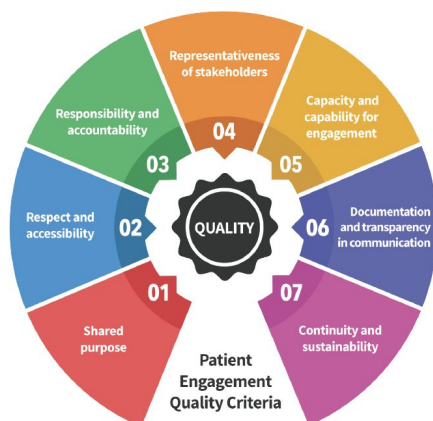 Shared
purpose
01
Respect and
accessibility
02
Responsibility and
accountability
03
Representativeness
of stakeholders
04
Capacity and
capability for
engagement
05
Documentation
and transparency
in communication
06
Continuity and
sustainability
07
QUALITY
Patient
Engagement
Quality Criteria